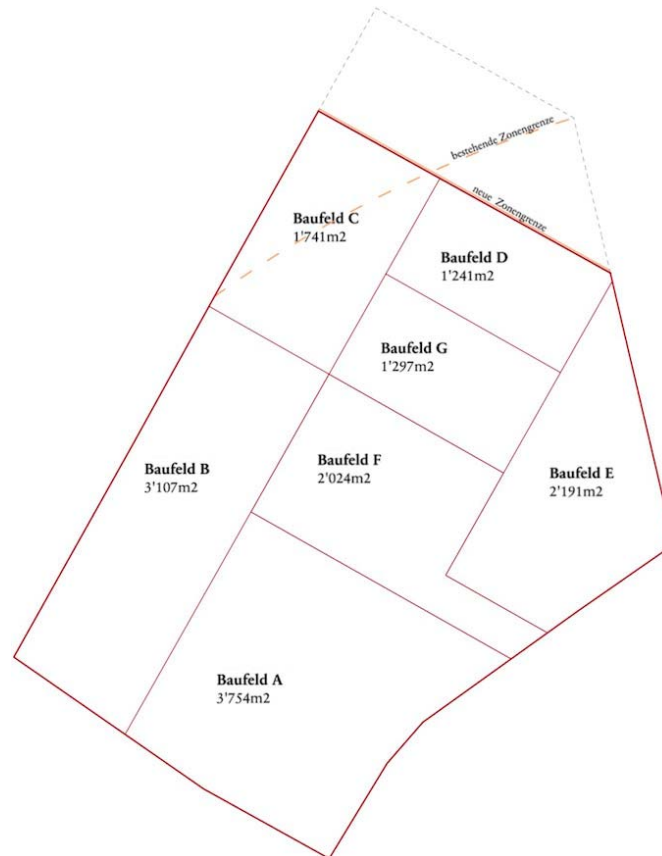 bestehende Zonengrenze
neue Zonengrenze
Baufeld C
1'741m2
Baufeld D
1'241m2
Baufeld G
1'297m2
Baufeld B
3'107m2
Baufeld F
2'024m2
Baufeld E
2'191m2
Baufeld A
3'754m2